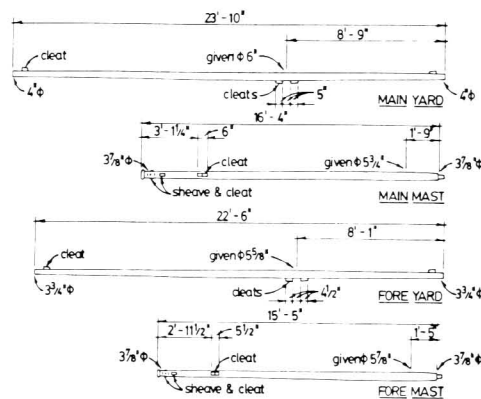 23'-10"
8'-9"
cleat
given φ 6"
4"φ
cleats
5"
4"φ
MAIN YARD
16'-4"
3'-1¼"
6"
1'-9"
3⅞"φ
cleat
given φ 5¾"
3⅞"φ
sheave & cleat
MAIN MAST
22'-6"
8'-1"
cleat
given φ 5⅝"
3¾"φ
cleats
4½"
3¾"φ
FORE YARD
15'-5"
2'-11½"
5½"
1'-5"
3⅞"φ
cleat
given φ 5⅞"
3⅞"φ
sheave & cleat
FORE MAST